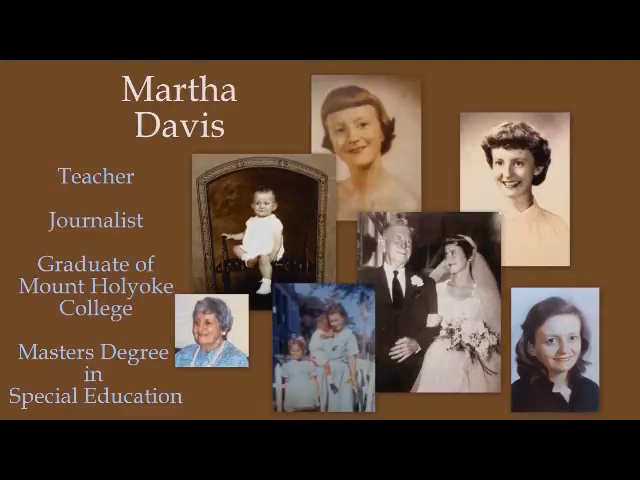 Martha
Davis
Teacher
Journalist
Graduate of
Mount Holyoke
College
Masters Degree
in
Special Education